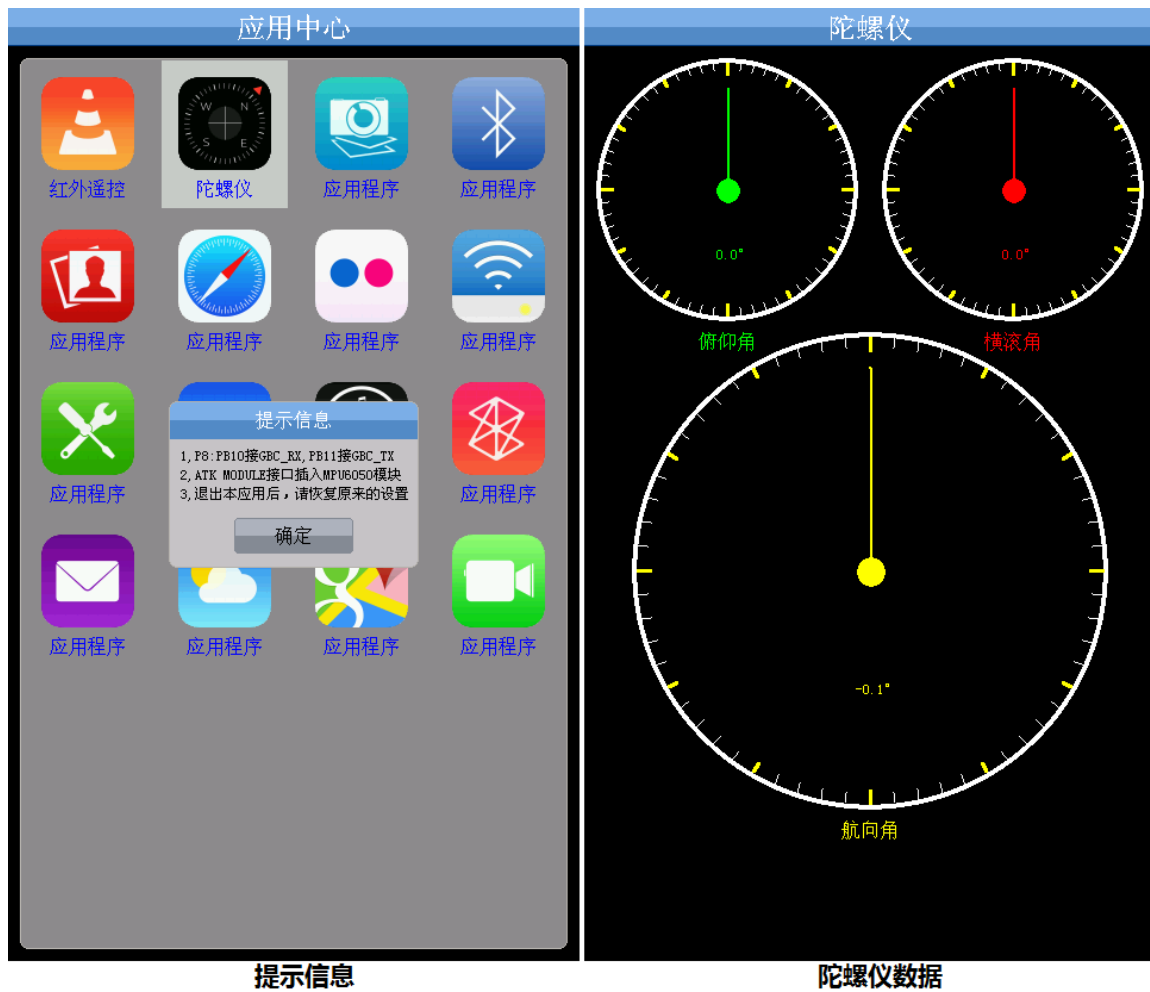 应用中心
红外遥控
陀螺仪
应用程序
应用程序
W
N
S
E
应用程序
应用程序
应用程序
应用程序
应用程序
应用程序
提示信息
1,P8:PB10接GBC_RX,PB11接GBC_TX
2,ATK MODULE接口插入MPU6050模块
3,退出本应用后，请恢复原来的设置
确定
应用程序
应用程序
应用程序
应用程序
提示信息
陀螺仪
0.0°
0.0°
俯仰角
横滚角
-0.1°
航向角
陀螺仪数据